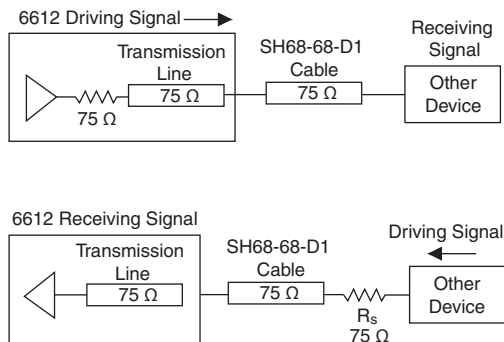 6612 Driving Signal
Receiving
Signal
Transmission
Line
SH68-68-D1
Cable
75 Ω
75 Ω
75 Ω
Other
Device
6612 Receiving Signal
Driving Signal
Transmission
Line
SH68-68-D1
Cable
75 Ω
75 Ω
Rs
75 Ω
Other
Device